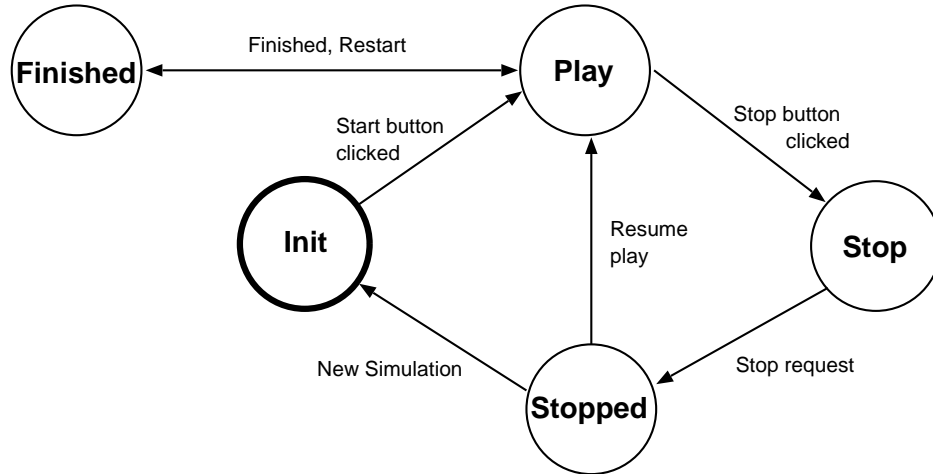 Finished, Restart
Finished
Play
Start button
clicked
Stop button
clicked
Init
Resume
play
Stop
New Simulation
Stop request
Stopped